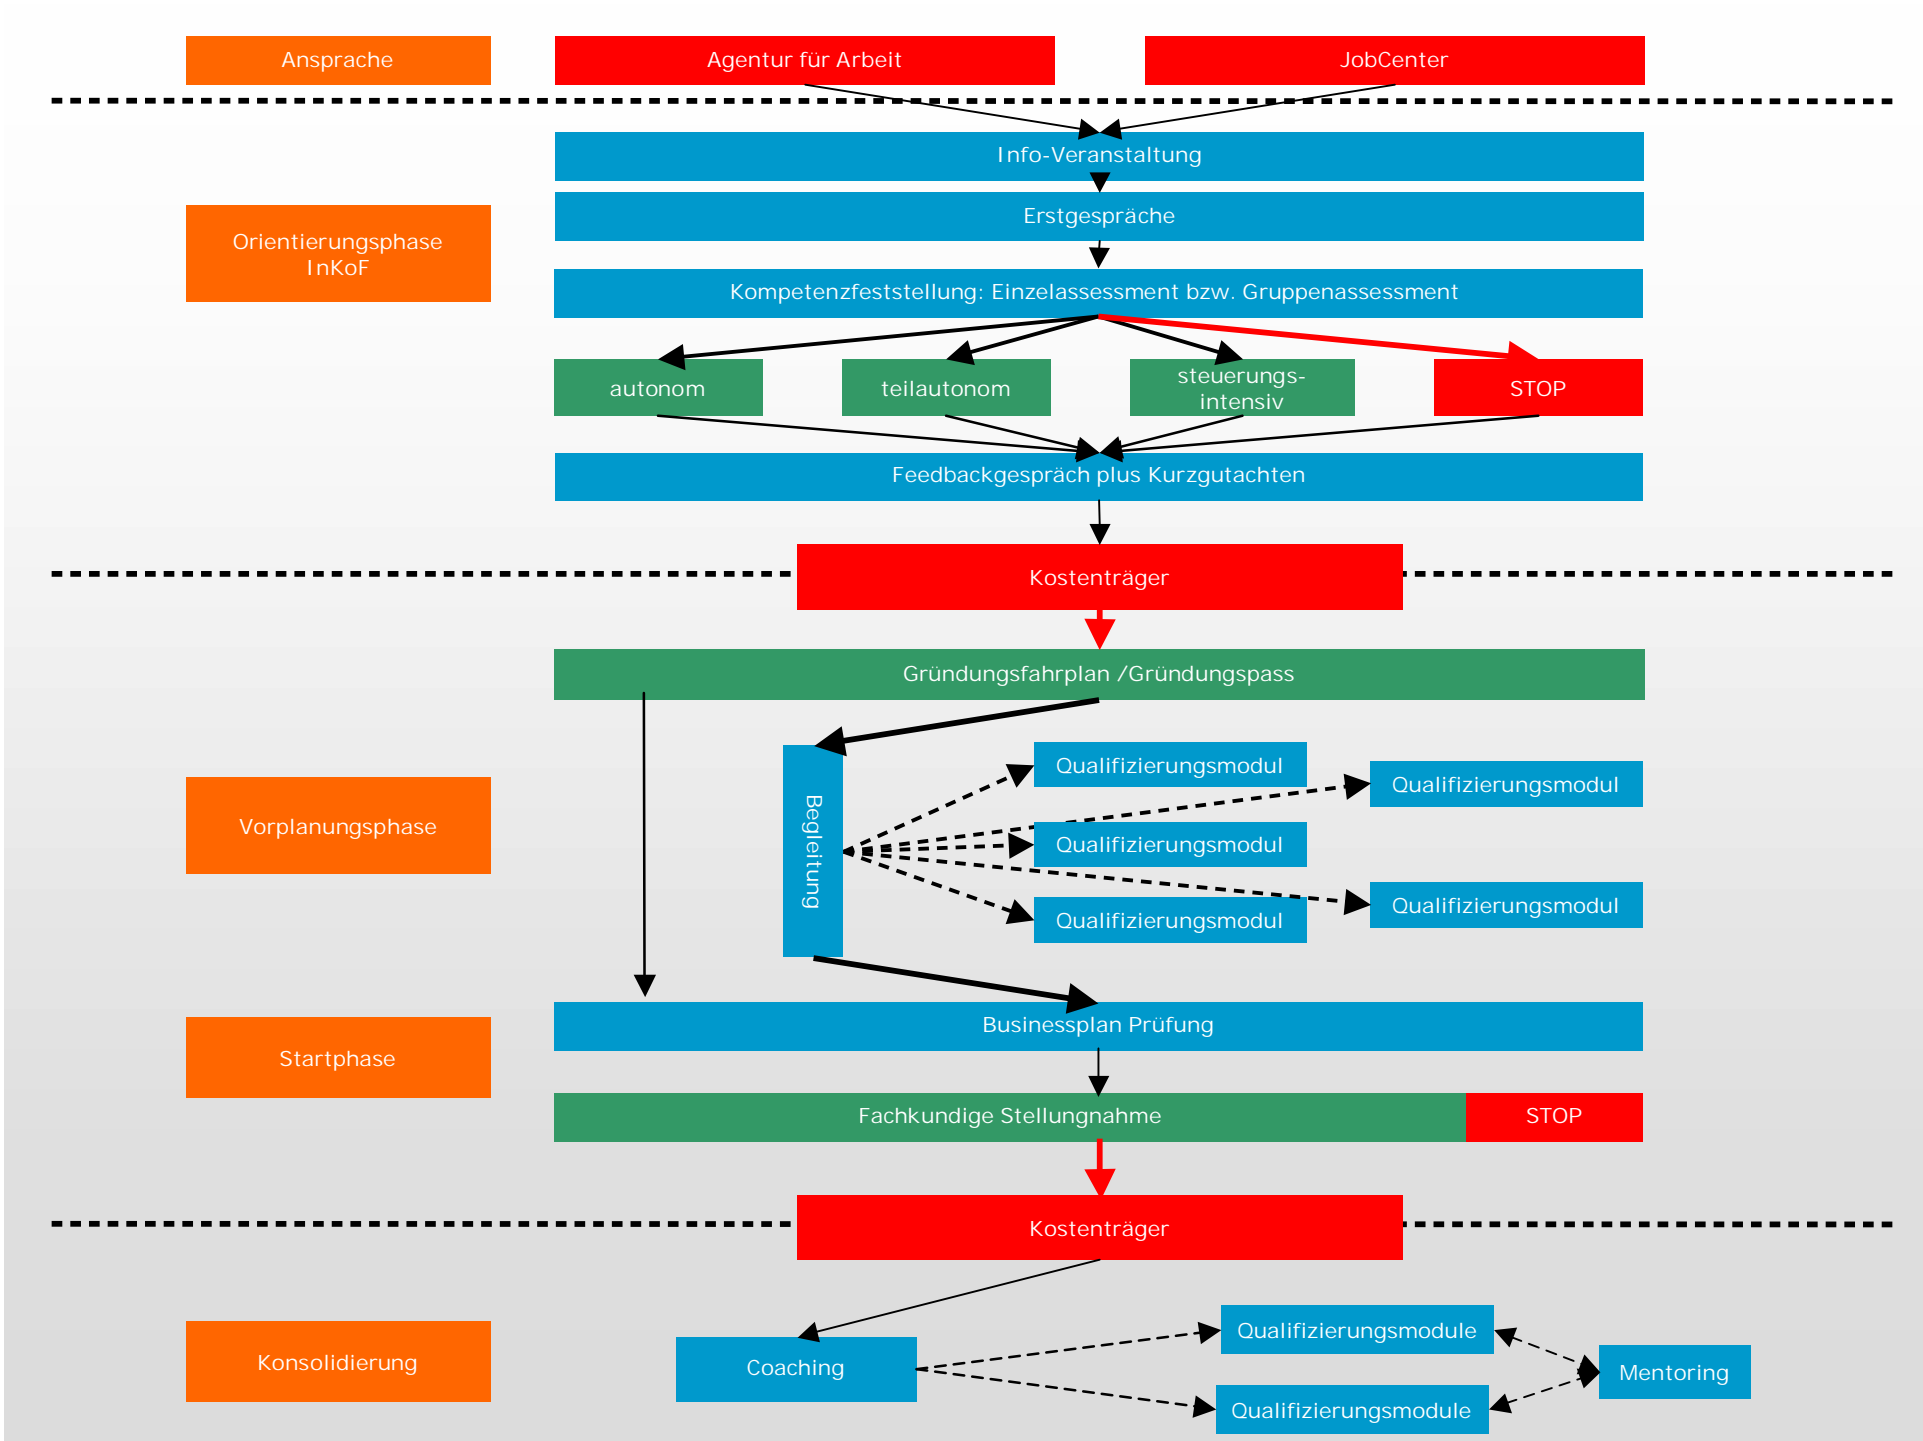 Ansprache
Agentur für Arbeit
JobCenter
Info-Veranstaltung
Erstgespräche
Orientierungsphase
InKoF
Kompetenzfeststellung: Einzelassessment bzw. Gruppenassessment
autonom
teilautonom
steuerungs-
intensiv
STOP
Feedbackgespräch plus Kurzgutachten
Kostenträger
Gründungsfahrplan /Gründungspass
Vorplanungsphase
Begleitung
Qualifizierungsmodul
Qualifizierungsmodul
Qualifizierungsmodul
Qualifizierungsmodul
Qualifizierungsmodul
Startphase
Businessplan Prüfung
Fachkundige Stellungnahme
STOP
Kostenträger
Konsolidierung
Coaching
Qualifizierungsmodule
Qualifizierungsmodule
Mentoring